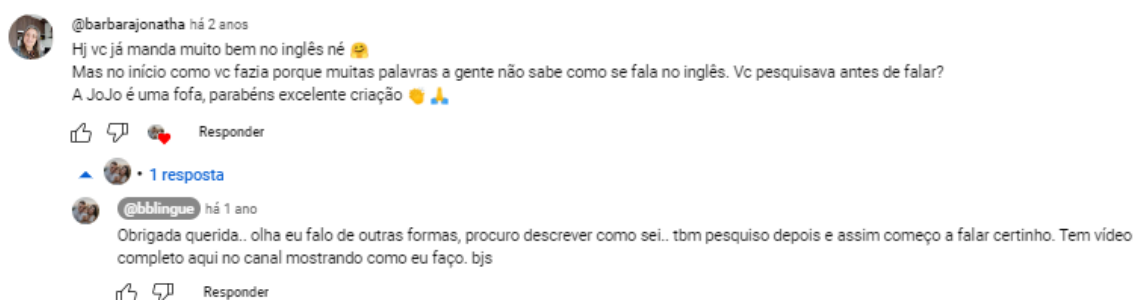 @barbarajonatha há 2 anos
Hj vc já manda muito bem no inglês né 🤗
Mas no início como vc fazia porque muitas palavras a gente não sabe como se fala no inglês. Vc pesquisava antes de falar?
A JoJo é uma fofa, parabéns excelente criação 👏🙏
Responder
• 1 resposta
@bblingue há 1 ano
Obrigada querida.. olha eu falo de outras formas, procuro descrever como sei.. tbm pesquiso depois e assim começo a falar certinho. Tem vídeo
completo aqui no canal mostrando como eu faço. bjs
Responder